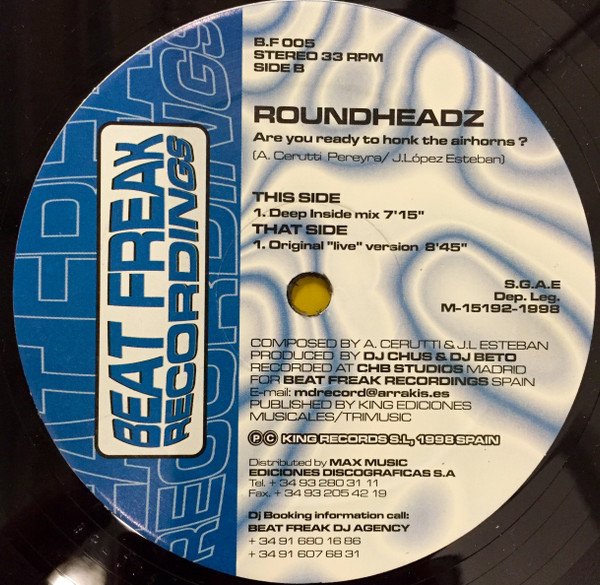 BEAT FREAK
RECORDINGS
RECORDINGS
B.F 005
STEREO 33 RPM
SIDE B
ROUNDHEADZ
Are you ready to honk the airhorns ?
(A. Cerutti Pereyra/ J.López Esteban)
THIS SIDE
1. Deep Inside mix 7'15"
THAT SIDE
1. Original "live" version 8'45"
S.G.A.E
Dep. Leg.
M-15192-1998
COMPOSED BY A. CERUTTI & J.L ESTEBAN
PRODUCED BY DJ CHUS & DJ BETO
RECORDED AT CHB STUDIOS MADRID
FOR BEAT FREAK RECORDINGS SPAIN
E-mail: mdrecord@arrakis.es
PUBLISHED BY KING EDICIONES
MUSICALES/TRIMUSIC
℗ © KING RECORDS S.L, 1998 SPAIN
Distributed by MAX MUSIC
EDICIONES DISCOGRAFICAS S.A
Tel. + 34 93 280 31 11
Fax. + 34 93 205 42 19
Dj Booking information call:
BEAT FREAK DJ AGENCY
+ 34 91 680 16 86
+ 34 91 607 68 31